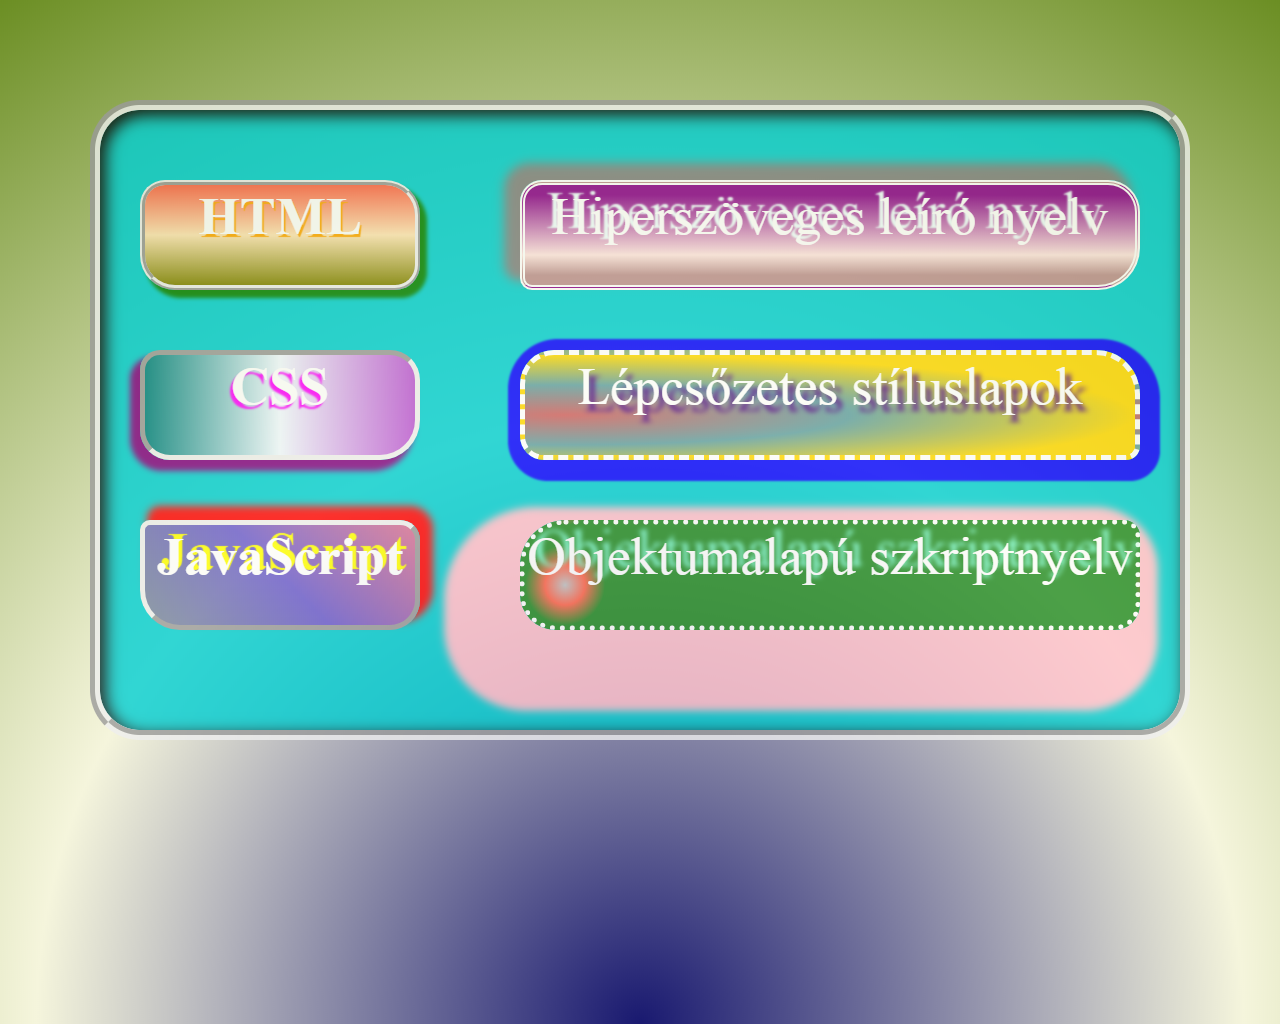 HTML
Hiperszöveges leíró nyelv
CSS
Lépcsőzetes stíluslapok
JavaScript
Objektumalapú szkriptnyelv